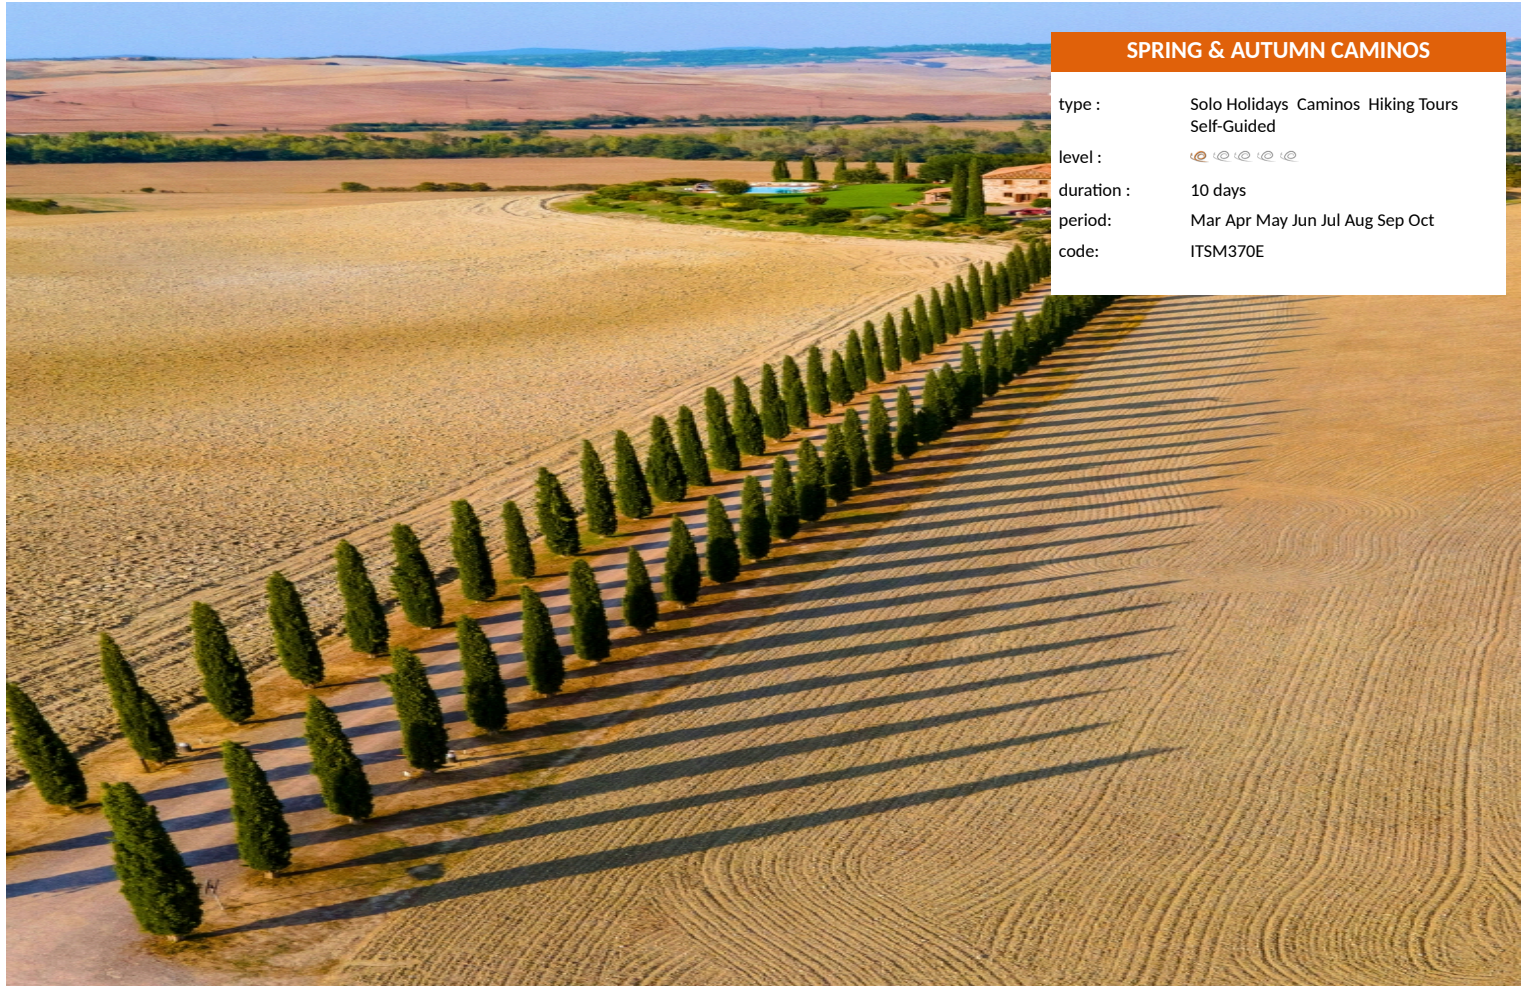 SPRING & AUTUMN CAMINOS
type : Solo Holidays Caminos Hiking Tours
Self-Guided
level :
duration : 10 days
period: Mar Apr May Jun Jul Aug Sep Oct
code: ITSM370E